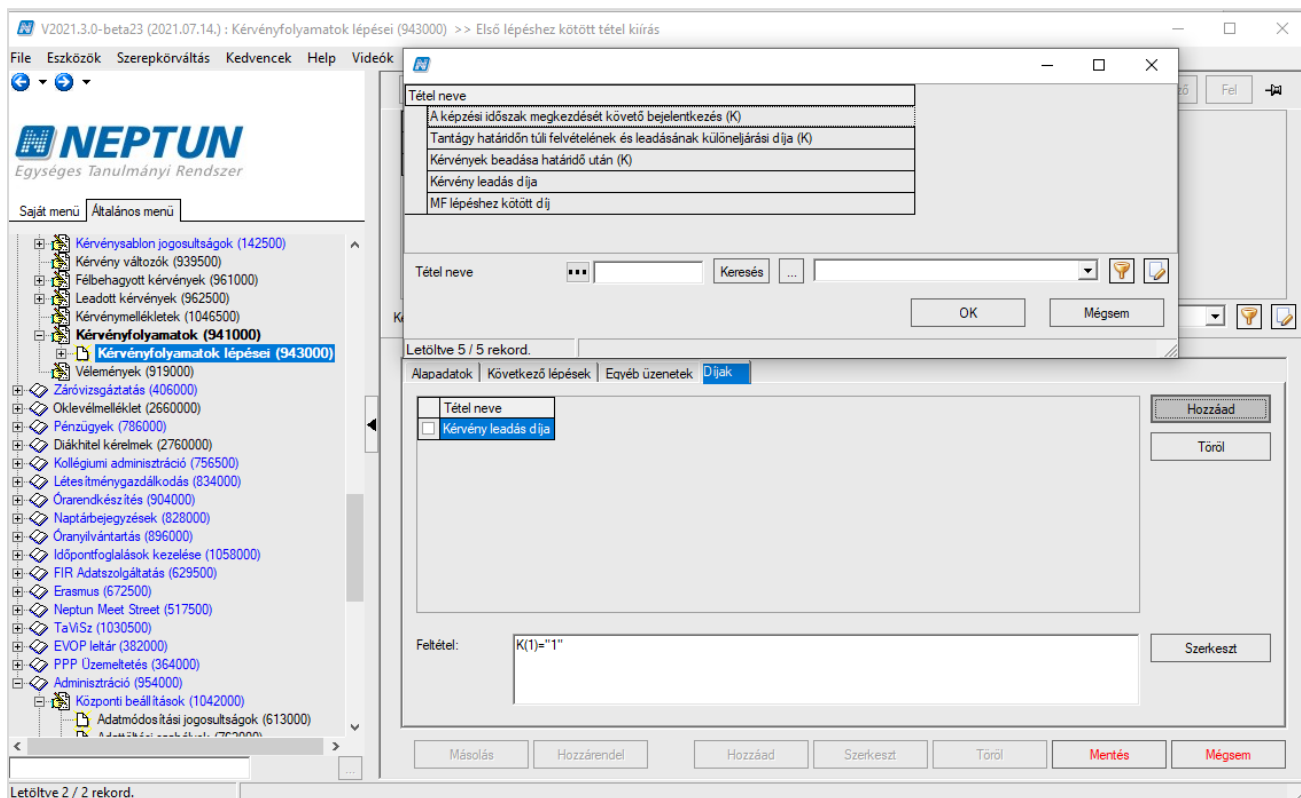 V2021.3.0-beta23 (2021.07.14.) : Kérvényfolyamatok lépései (943000) >> Első lépéshez kötött tétel kiírás
File Eszközök Szerepkörváltás Kedvencek Help Videók
NEPTUN
Egységes Tanulmányi Rendszer
Saját menü Általános menü
Kérvénysablon jogosultságok (142500)
Kérvény változók (939500)
Félbehagyott kérvények (961000)
Leadott kérvények (962500)
Kérvénymellékletek (1046500)
Kérvényfolyamatok (941000)
Kérvényfolyamatok lépései (943000)
Vélemények (919000)
Záróvizsgáztatás (406000)
Oklevélmelléklet (2660000)
Pénzügyek (786000)
Diákhitel kérelmek (2760000)
Kollégiumi adminisztráció (756500)
Létesítménygazdálkodás (834000)
Órarendkészítés (904000)
Naptárbejegyzések (828000)
Óranyilvántartás (896000)
Időpontfoglalások kezelése (1058000)
FIR Adatszolgáltatás (629500)
Erasmus (672500)
Neptun Meet Street (517500)
TaViSz (1030500)
EVOP leltár (382000)
PPP Üzemeltetés (364000)
Adminisztráció (954000)
Központi beállítások (1042000)
Adatmódosítási jogosultságok (613000)
...
Letöltve 2 / 2 rekord.
Fel
Tétel neve
A képzési időszak megkezdését követő bejelentkezés (K)
Tantágy határidőn túli felvételének és leadásának különeljárási díja (K)
Kérvények beadása határidő után (K)
Kérvény leadás díja
MF lépéshez kötött díj
Tétel neve ... Keresés ...
OK Mégsem
Letöltve 5 / 5 rekord.
Alapadatok Következő lépések Egyéb üzenetek Díjak
Tétel neve
Kérvény leadás díja
Hozzáad
Töröl
Feltétel: K(1)="1"
Szerkeszt
Másolás Hozzárendel Hozzáad Szerkeszt Töröl Mentés Mégsem